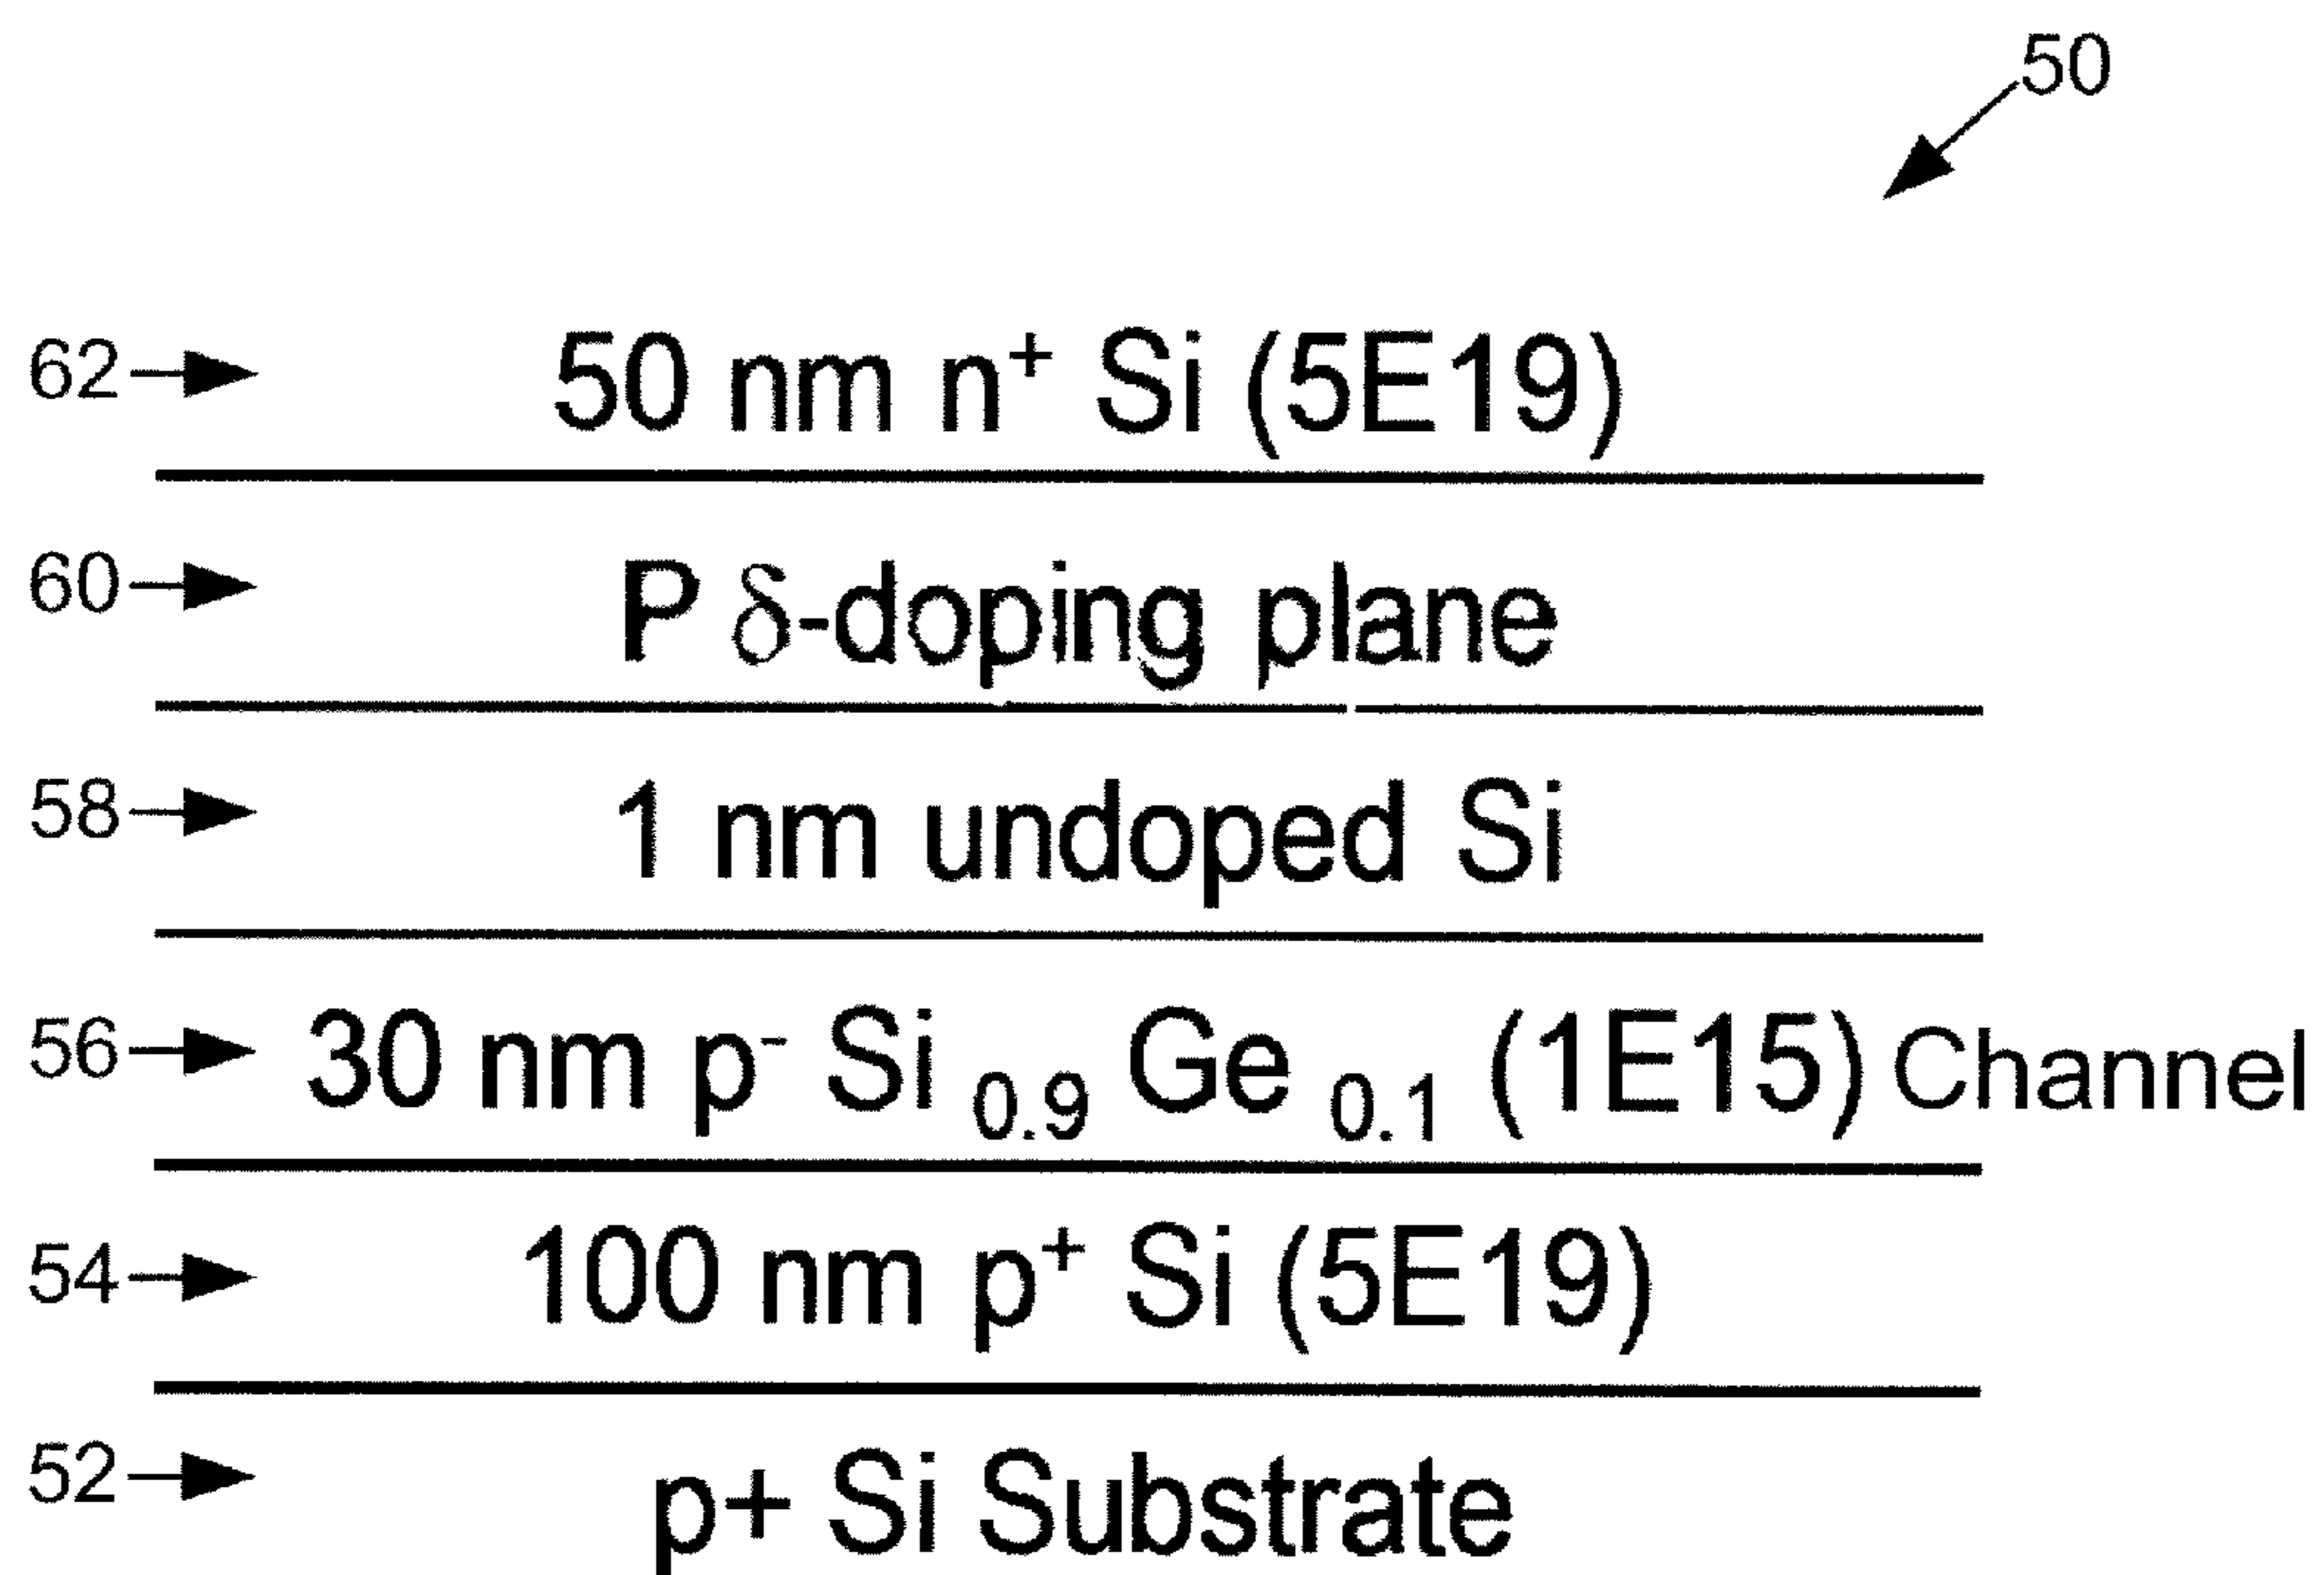 50
62 50 nm n⁺ Si (5E19)
60 P δ-doping plane
58 1 nm undoped Si
56 30 nm p⁻ Si 0.9 Ge 0.1 (1E15) Channel
54 100 nm p⁺ Si (5E19)
52 p+ Si Substrate